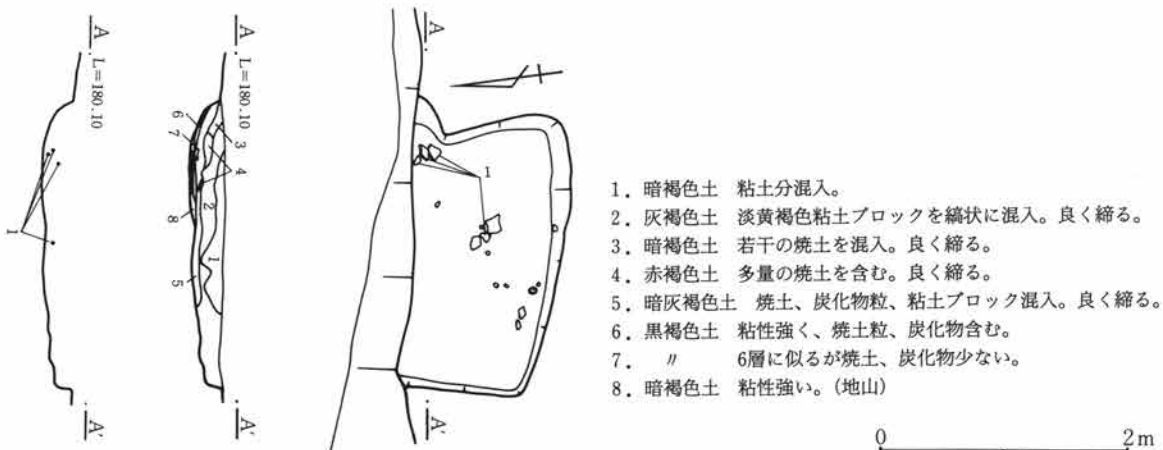 A
L=180.10
1
A'
A
L=180.10
6
7
3
4
2
8
1
5
A'
A
1
A'
1. 暗褐色土 粘土分混入。
2. 灰褐色土 淡黄褐色粘土ブロックを縞状に混入。良く締る。
3. 暗褐色土 若干の焼土を混入。良く締る。
4. 赤褐色土 多量の焼土を含む。良く締る。
5. 暗灰褐色土 焼土、炭化物粒、粘土ブロック混入。良く締る。
6. 黒褐色土 粘性強く、焼土粒、炭化物含む。
7. 〃 6層に似るが焼土、炭化物少ない。
8. 暗褐色土 粘性強い。(地山)
0 2m